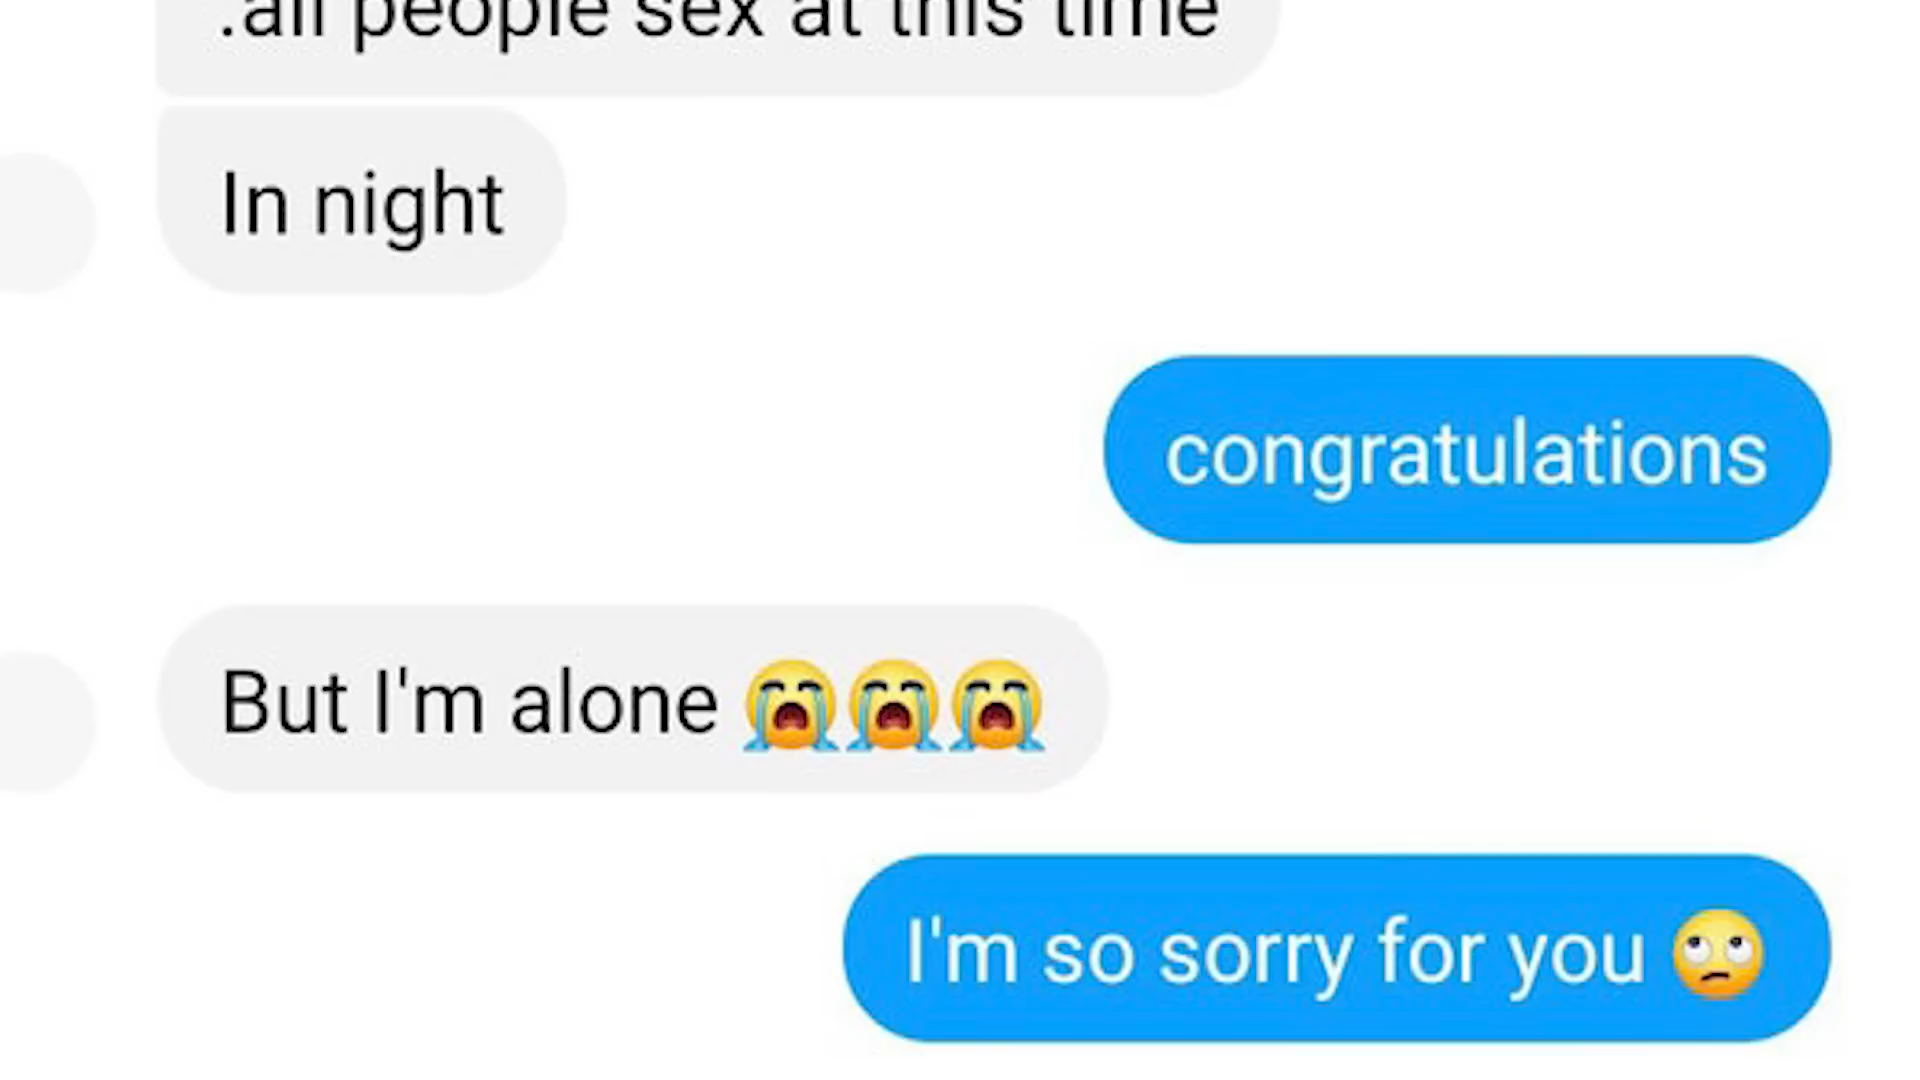 .all people sex at this time
In night
congratulations
But I'm alone 😭😭😭
I'm so sorry for you 🙄